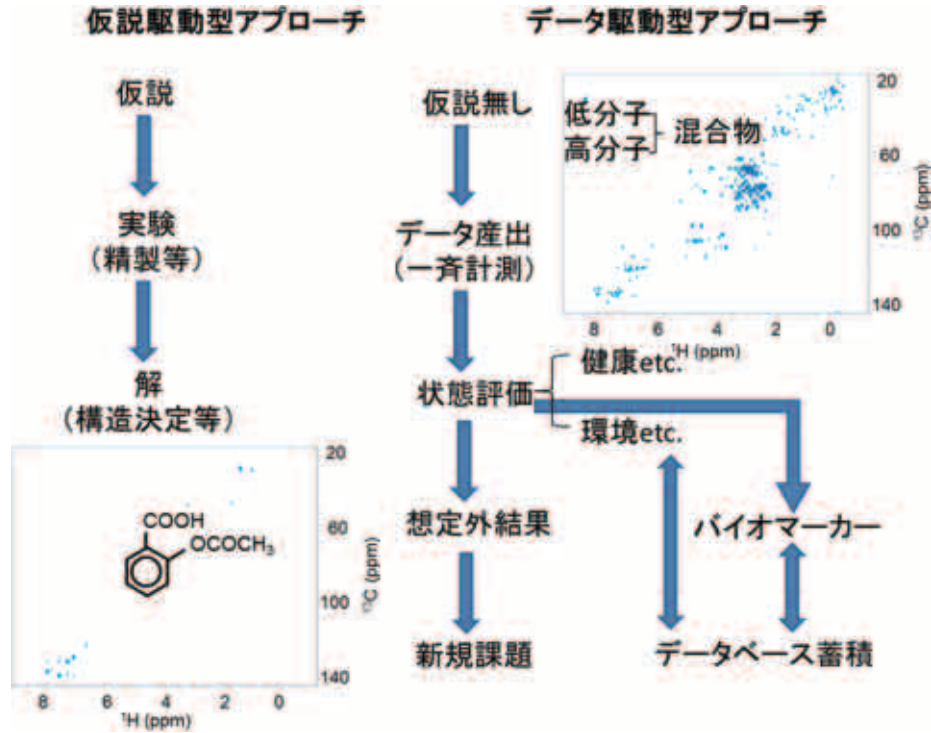 仮説駆動型アプローチ
仮説
実験
（精製等）
解
（構造決定等）
20
60
100
140
¹³C (ppm)
COOH
OCOCH₃
8 6 4 2 0
¹H (ppm)
データ駆動型アプローチ
仮説無し
低分子
高分子
混合物
20
60
100
140
¹³C (ppm)
8 6 4 2 0
¹H (ppm)
データ産出
（一斉計測）
状態評価
健康etc.
環境etc.
想定外結果
バイオマーカー
新規課題
データベース蓄積